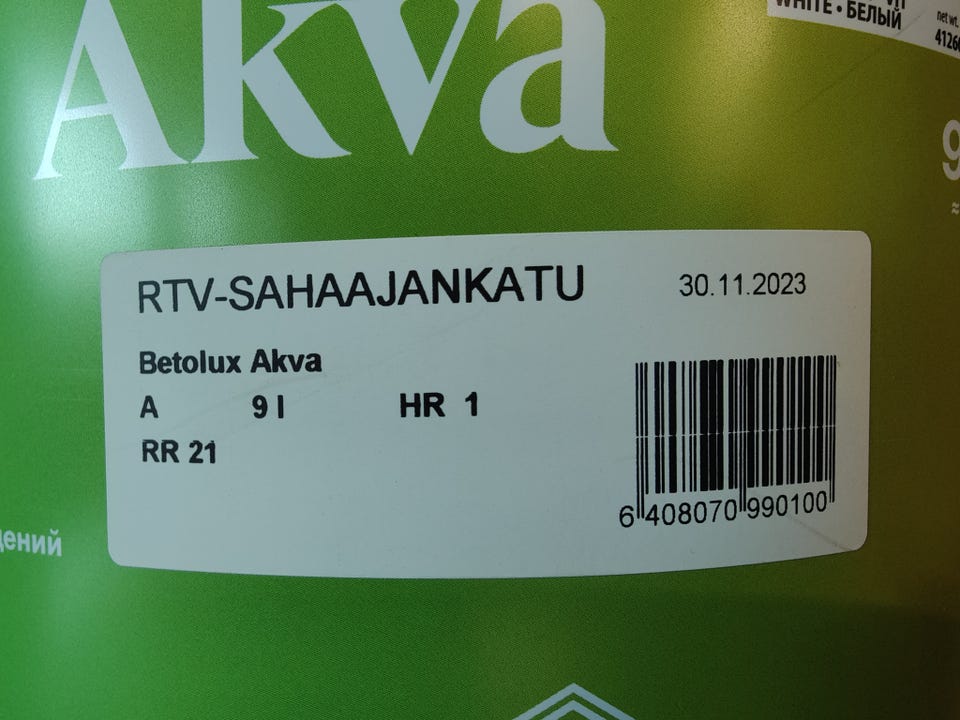 Akva
WHITE • БЕЛЫЙ
net wt.
RTV-SAHAAJANKATU 30.11.2023
Betolux Akva
A 9 l HR 1
RR 21
6 408070 990100